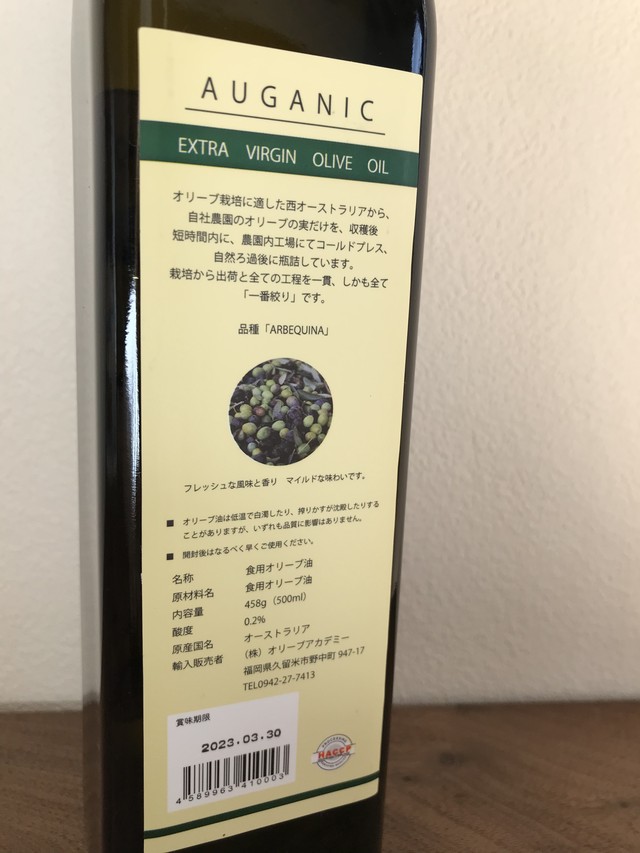 AUGANIC
EXTRA VIRGIN OLIVE OIL
オリーブ栽培に適した西オーストラリアから、
自社農園のオリーブの実だけを、収穫後
短時間内に、農園内工場にてコールドプレス、
自然ろ過後に瓶詰しています。
栽培から出荷と全ての工程を一貫、しかも全て
「一番絞り」です。
品種「ARBEQUINA」
フレッシュな風味と香り マイルドな味わいです。
■ オリーブ油は低温で白濁したり、搾りかすが沈殿したりする
ことがありますが、いずれも品質に影響はありません。
■ 開封後はなるべく早くご使用ください。
名称 食用オリーブ油
原材料名 食用オリーブ油
内容量 458g（500ml）
酸度 0.2%
原産国名 オーストラリア
輸入販売者 （株）オリーブアカデミー
福岡県久留米市野中町 947-17
TEL0942-27-7413
賞味期限
2023.03.30
4 589963 410003
HACCP